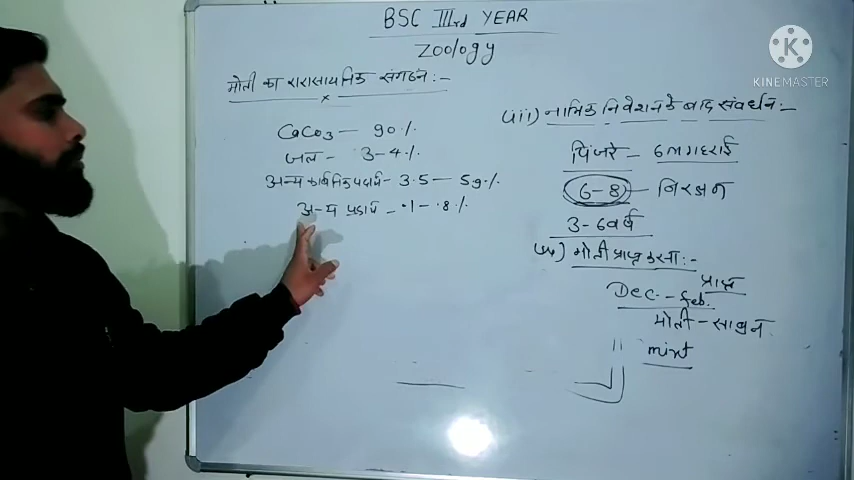 BSC IIIrd YEAR
Zoology
मोती का रासायनिक संगठन :-
CaCO3 — 90%
जल - 3-4%
अन्य कार्बनिक पदार्थ - 3.5 — 5.9%
अन्य पदार्थ - .1 - .8%
(iii) नाभिक निवेशन के बाद संवर्धन :-
पिंजरे - 6M गहराई
6-8 - निरीक्षण
3-6 वर्ष
(iv) मोती प्राप्त करना :-
प्राप्त
Dec. - feb.
मोती - साबुन
K
KINEMASTER